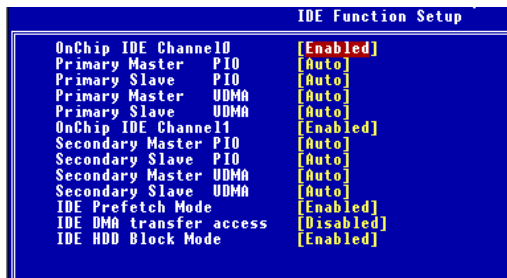 IDE Function Setup
OnChip IDE Channel0 [Enabled]
Primary Master PIO [Auto]
Primary Slave PIO [Auto]
Primary Master UDMA [Auto]
Primary Slave UDMA [Auto]
OnChip IDE Channel1 [Enabled]
Secondary Master PIO [Auto]
Secondary Slave PIO [Auto]
Secondary Master UDMA [Auto]
Secondary Slave UDMA [Auto]
IDE Prefetch Mode [Enabled]
IDE DMA transfer access [Disabled]
IDE HDD Block Mode [Enabled]